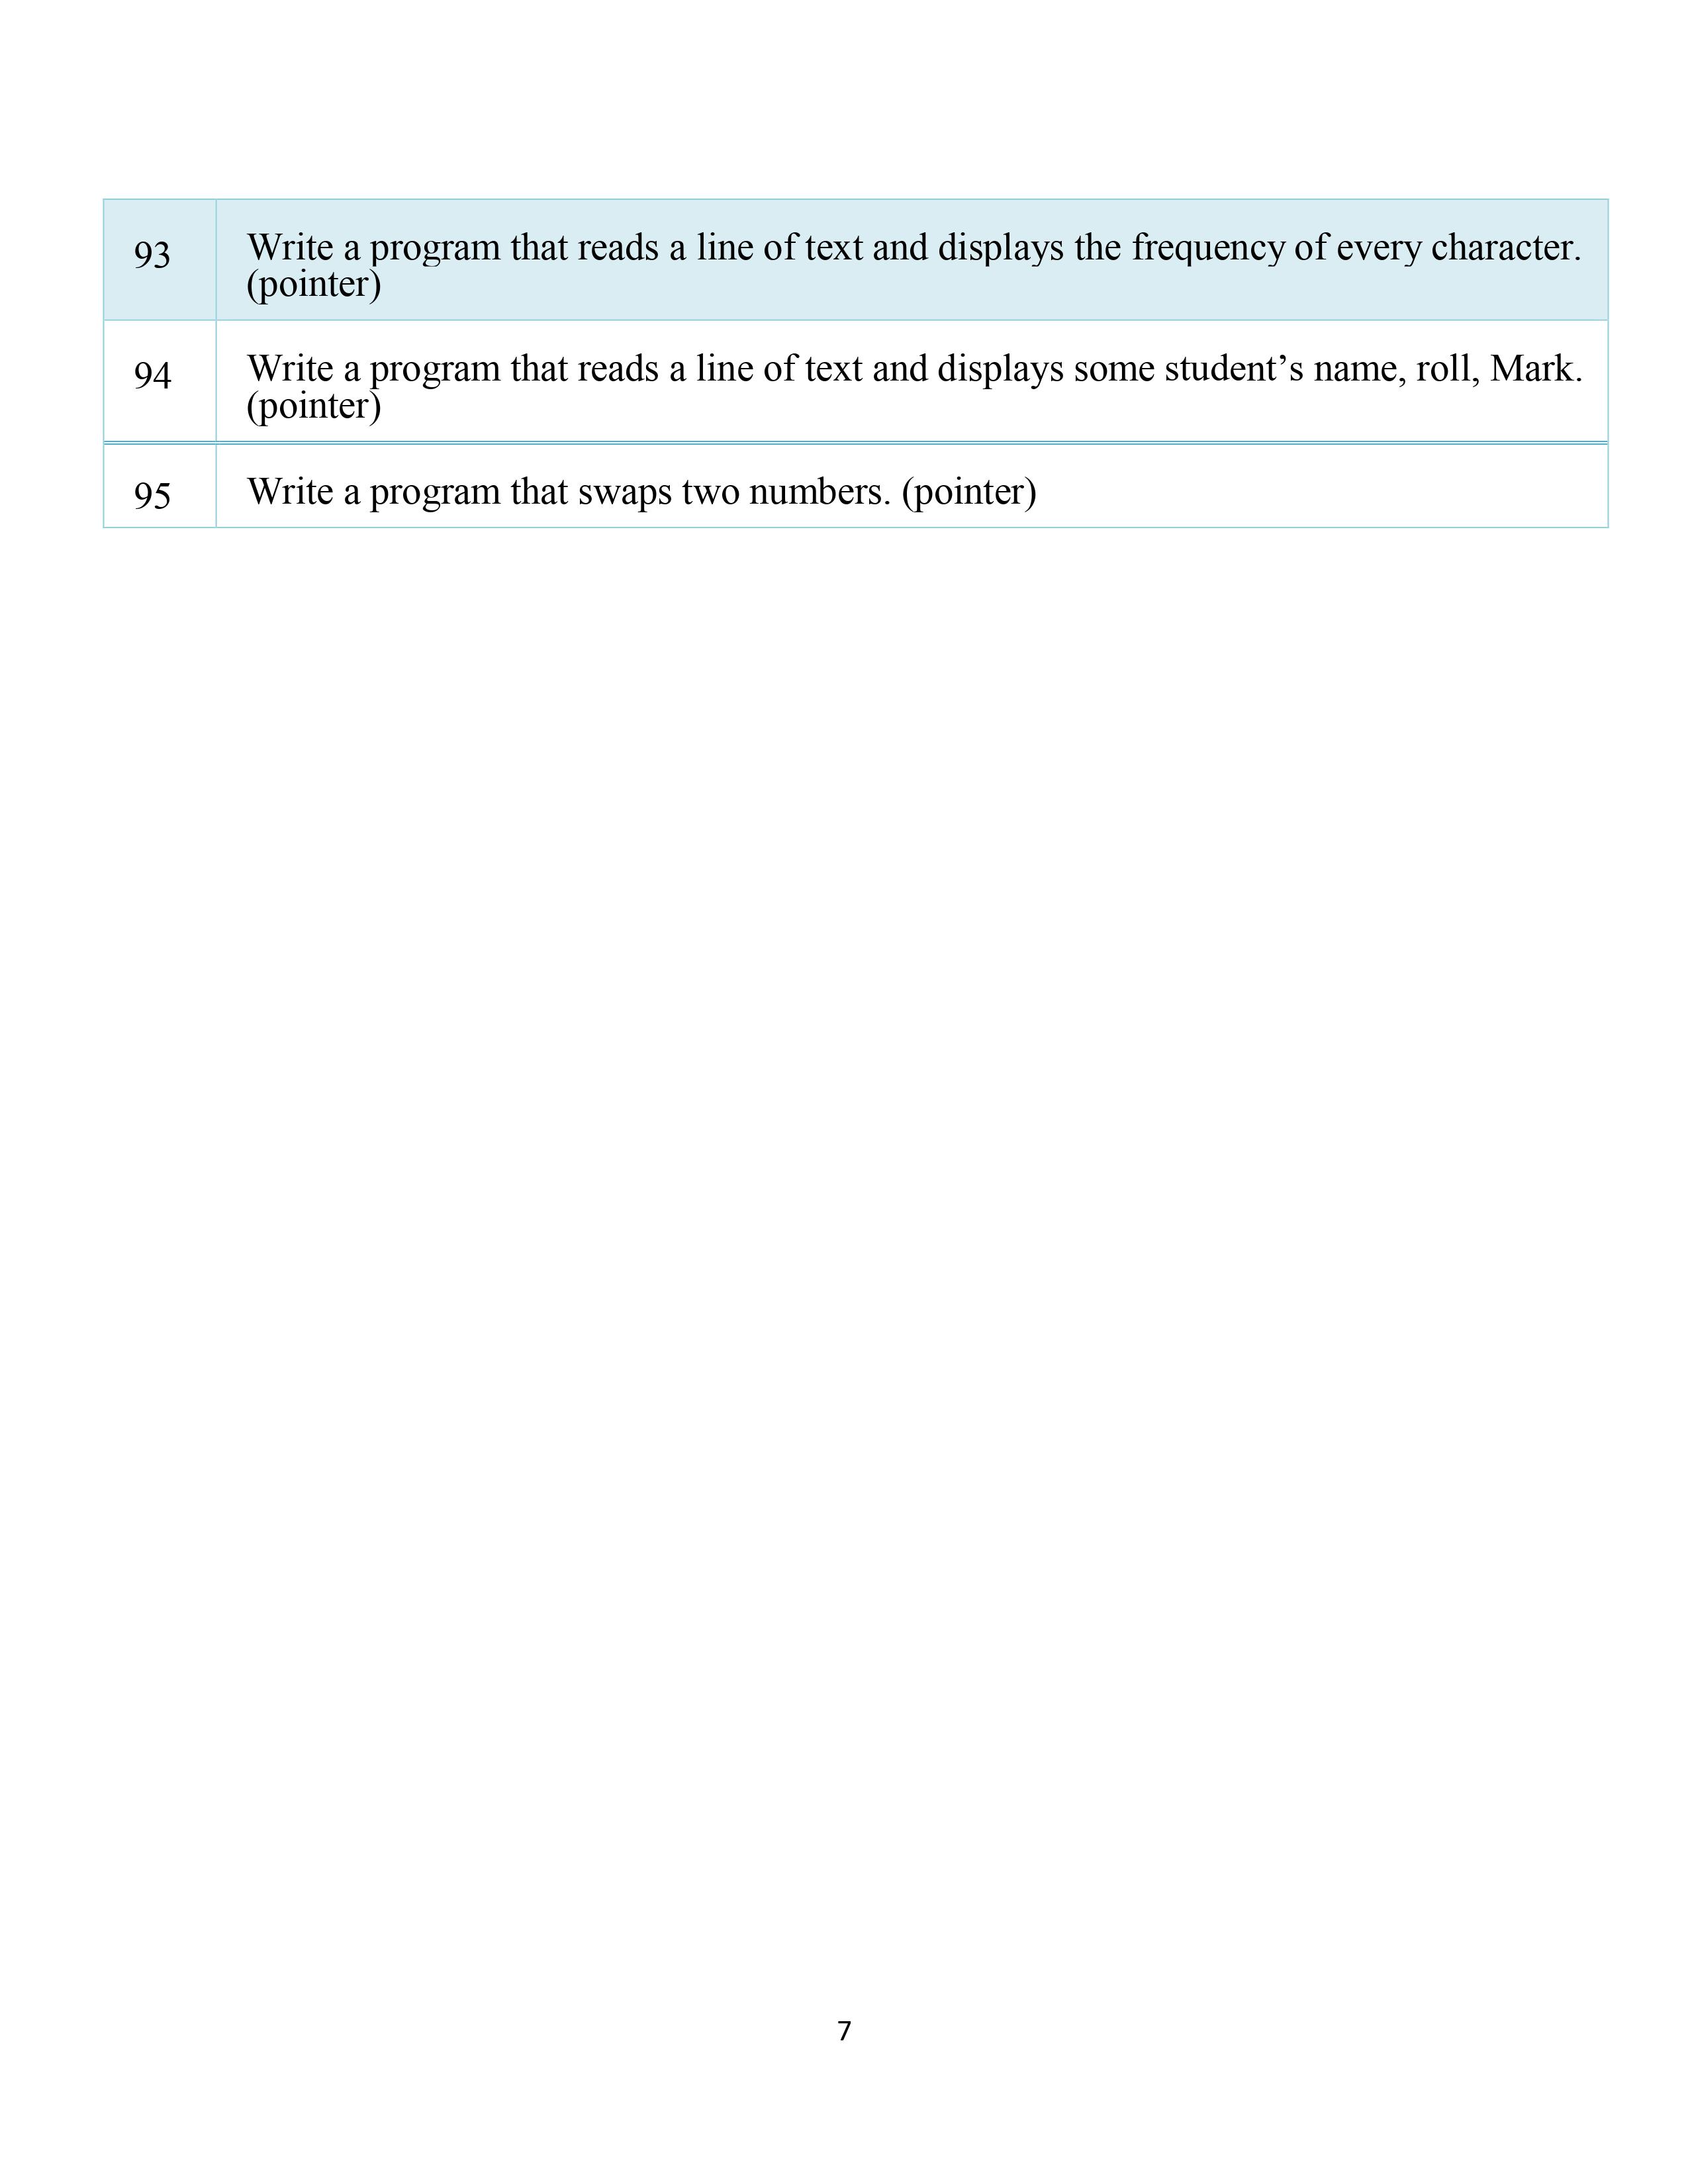 93
Write a program that reads a line of text and displays the frequency of every character.
(pointer)
94
Write a program that reads a line of text and displays some student’s name, roll, Mark.
(pointer)
95
Write a program that swaps two numbers. (pointer)
7